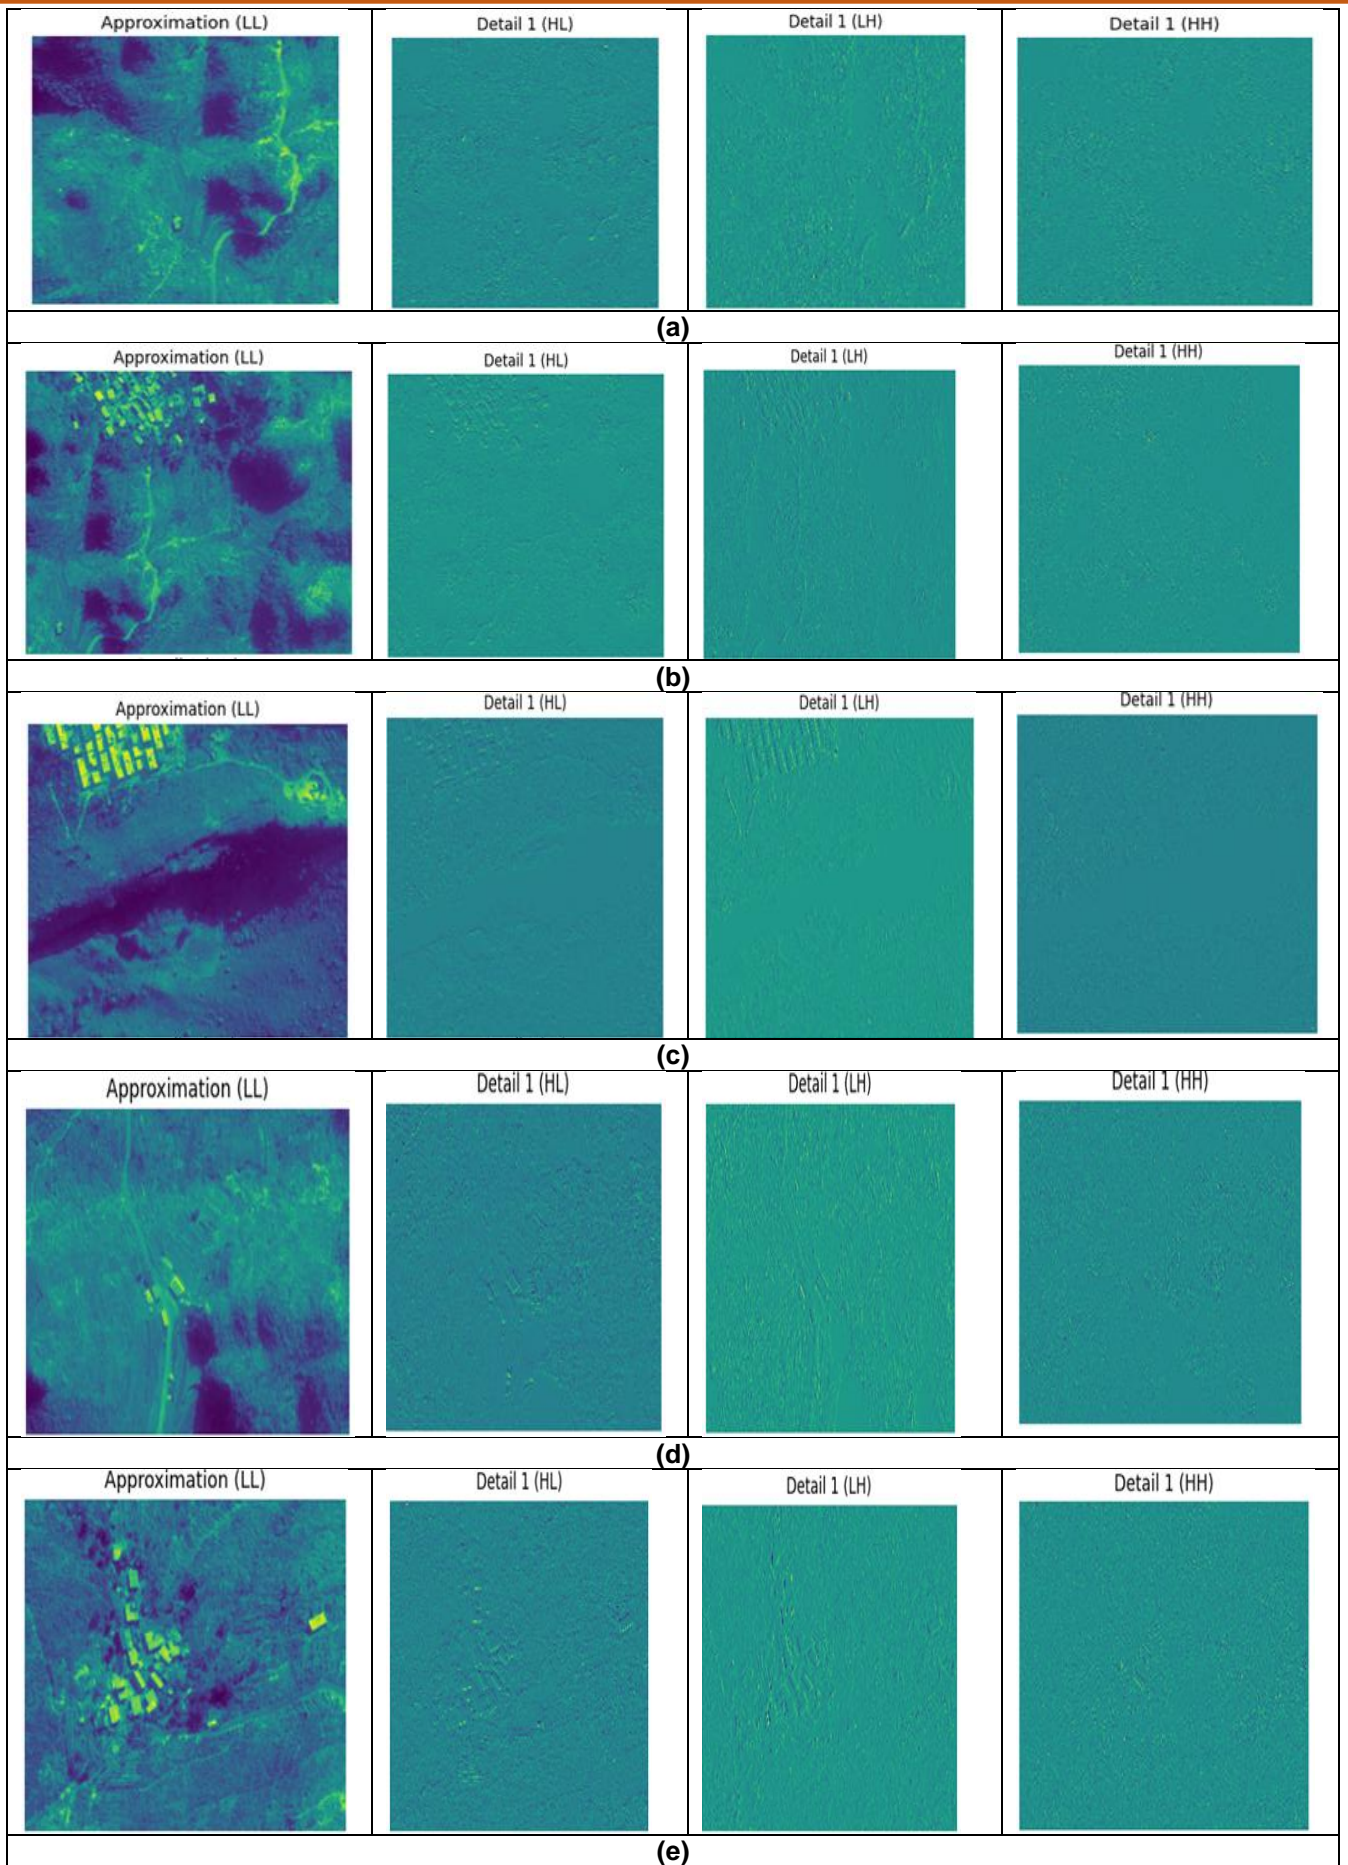 Approximation (LL) Detail 1 (HL) Detail 1 (LH) Detail 1 (HH)
(a)
Approximation (LL) Detail 1 (HL) Detail 1 (LH) Detail 1 (HH)
(b)
Approximation (LL) Detail 1 (HL) Detail 1 (LH) Detail 1 (HH)
(c)
Approximation (LL) Detail 1 (HL) Detail 1 (LH) Detail 1 (HH)
(d)
Approximation (LL) Detail 1 (HL) Detail 1 (LH) Detail 1 (HH)
(e)